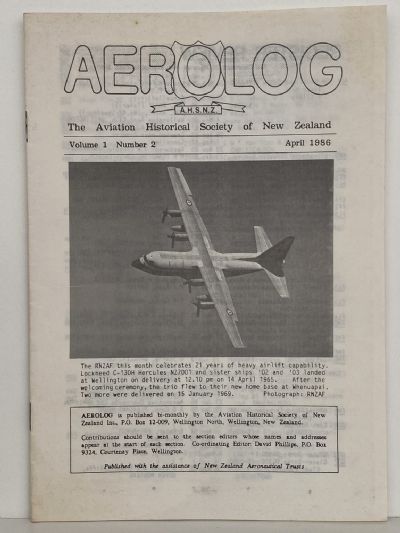 AEROLOG
A.H.S.N.Z.
The Aviation Historical Society of New Zealand
Volume 1 Number 2 April 1986
The RNZAF this month celebrates 21 years of heavy airlift capability.
Lockheed C-130H Hercules NZ7001 and sister ships '02 and '03 landed
at Wellington on delivery at 12.10 pm on 14 April 1965. After the
welcoming ceremony, the trio flew to their new home base at Whenuapai.
Two more were delivered on 15 January 1969. Photograph: RNZAF
AEROLOG is published bi-monthly by the Aviation Historical Society of New
Zealand Inc., P.O. Box 12-009, Wellington North, Wellington, New Zealand.
Contributions should be sent to the section editors whose names and addresses
appear at the start of each section. Co-ordinating Editor: David Phillips, P.O. Box
9324, Courtenay Place, Wellington.
Published with the assistance of New Zealand Aeronautical Trusts